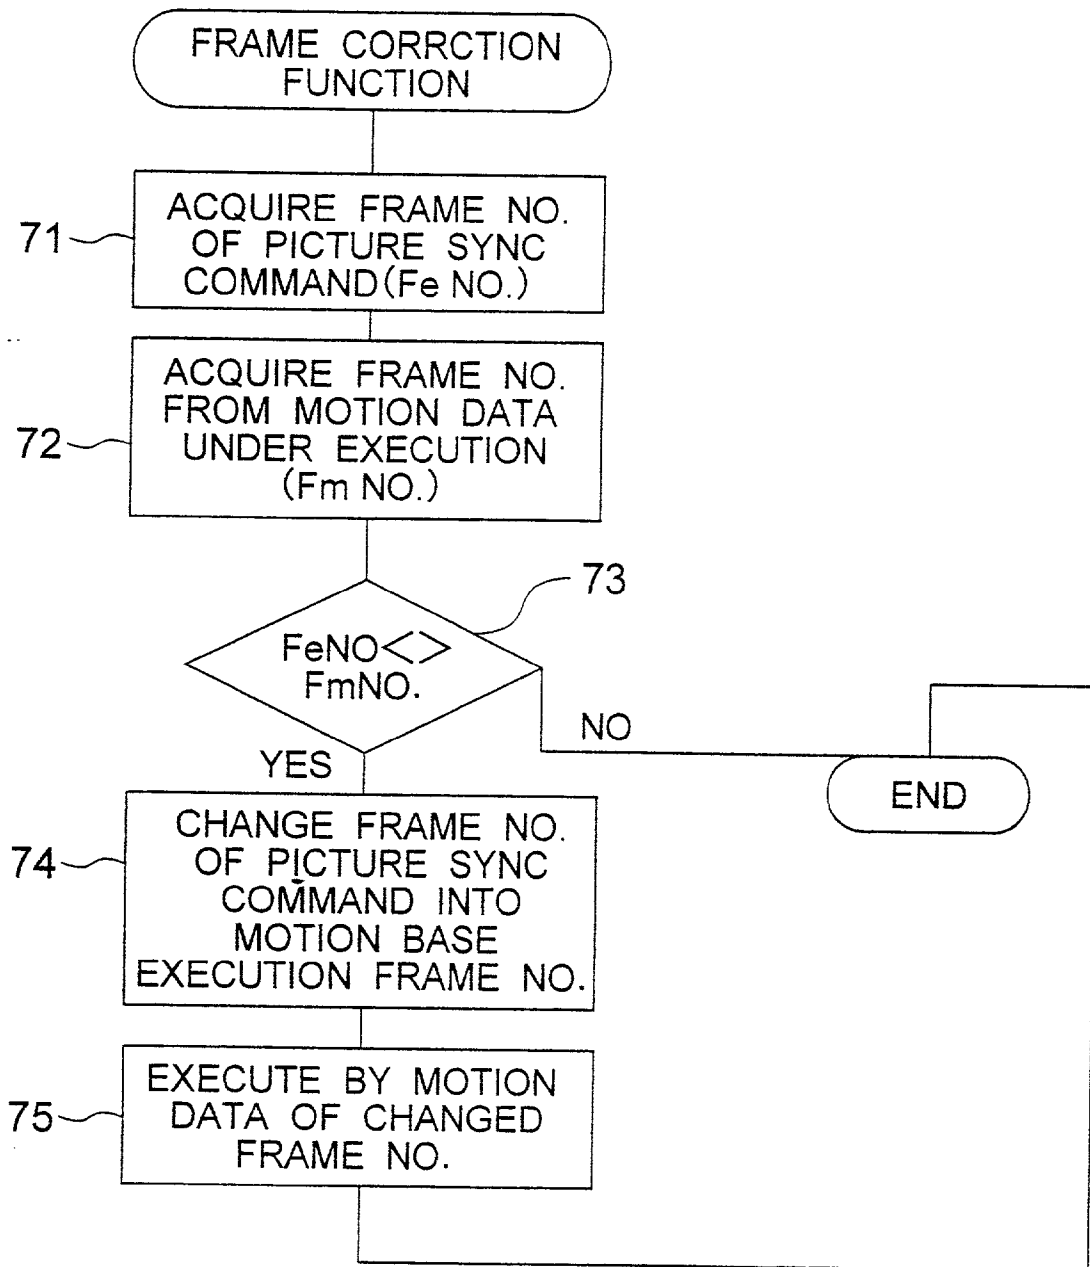 FRAME CORRCTION
FUNCTION
71
ACQUIRE FRAME NO.
OF PICTURE SYNC
COMMAND(Fe NO.)
72
ACQUIRE FRAME NO.
FROM MOTION DATA
UNDER EXECUTION
(Fm NO.)
73
FeNO<>
FmNO.
NO
YES
END
74
CHANGE FRAME NO.
OF PICTURE SYNC
COMMAND INTO
MOTION BASE
EXECUTION FRAME NO.
75
EXECUTE BY MOTION
DATA OF CHANGED
FRAME NO.